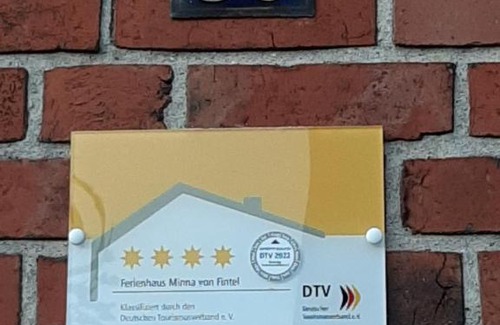 DTV 2022
Ferienhaus Minna von Fintel
Klassifiziert durch den
Deutschen Tourismusverband e. V.
DTV
Deutscher
Tourismusverband e.V.